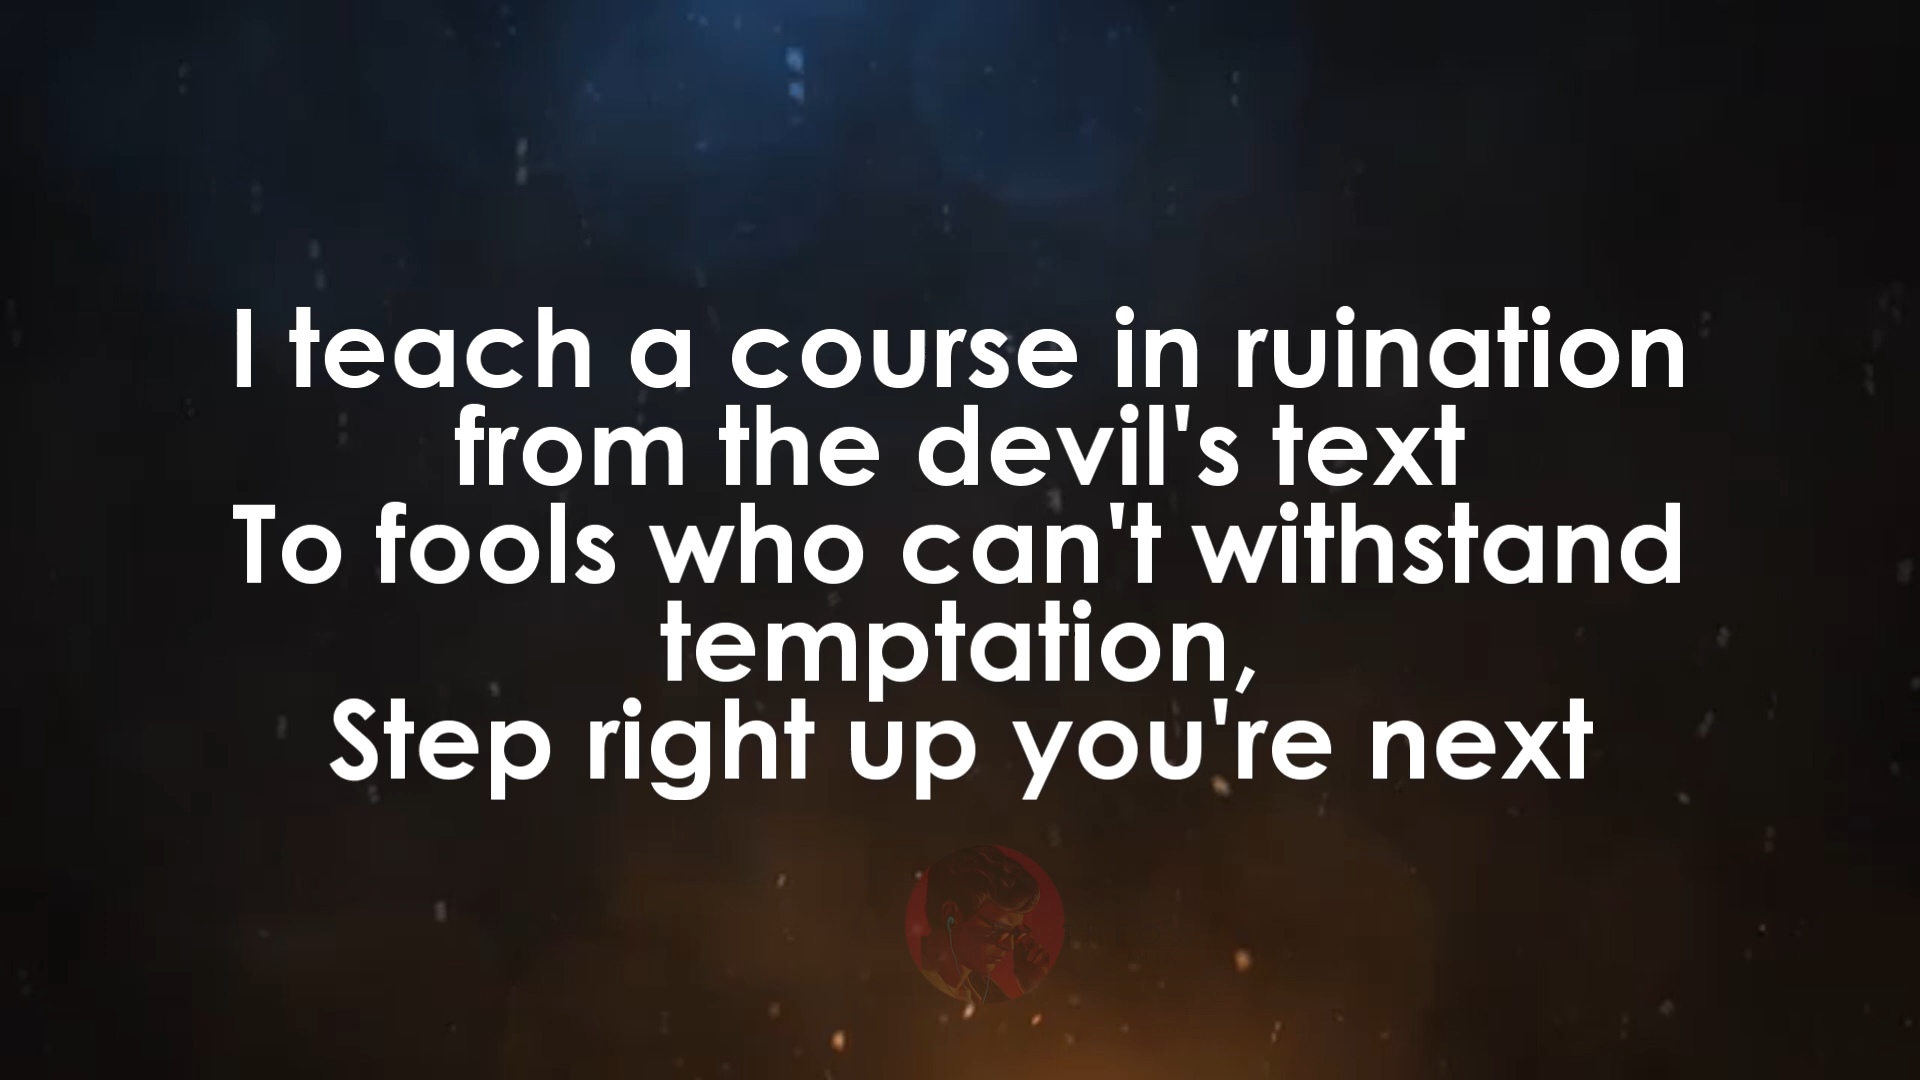 I teach a course in ruination
from the devil's text
To fools who can't withstand
temptation,
Step right up you're next